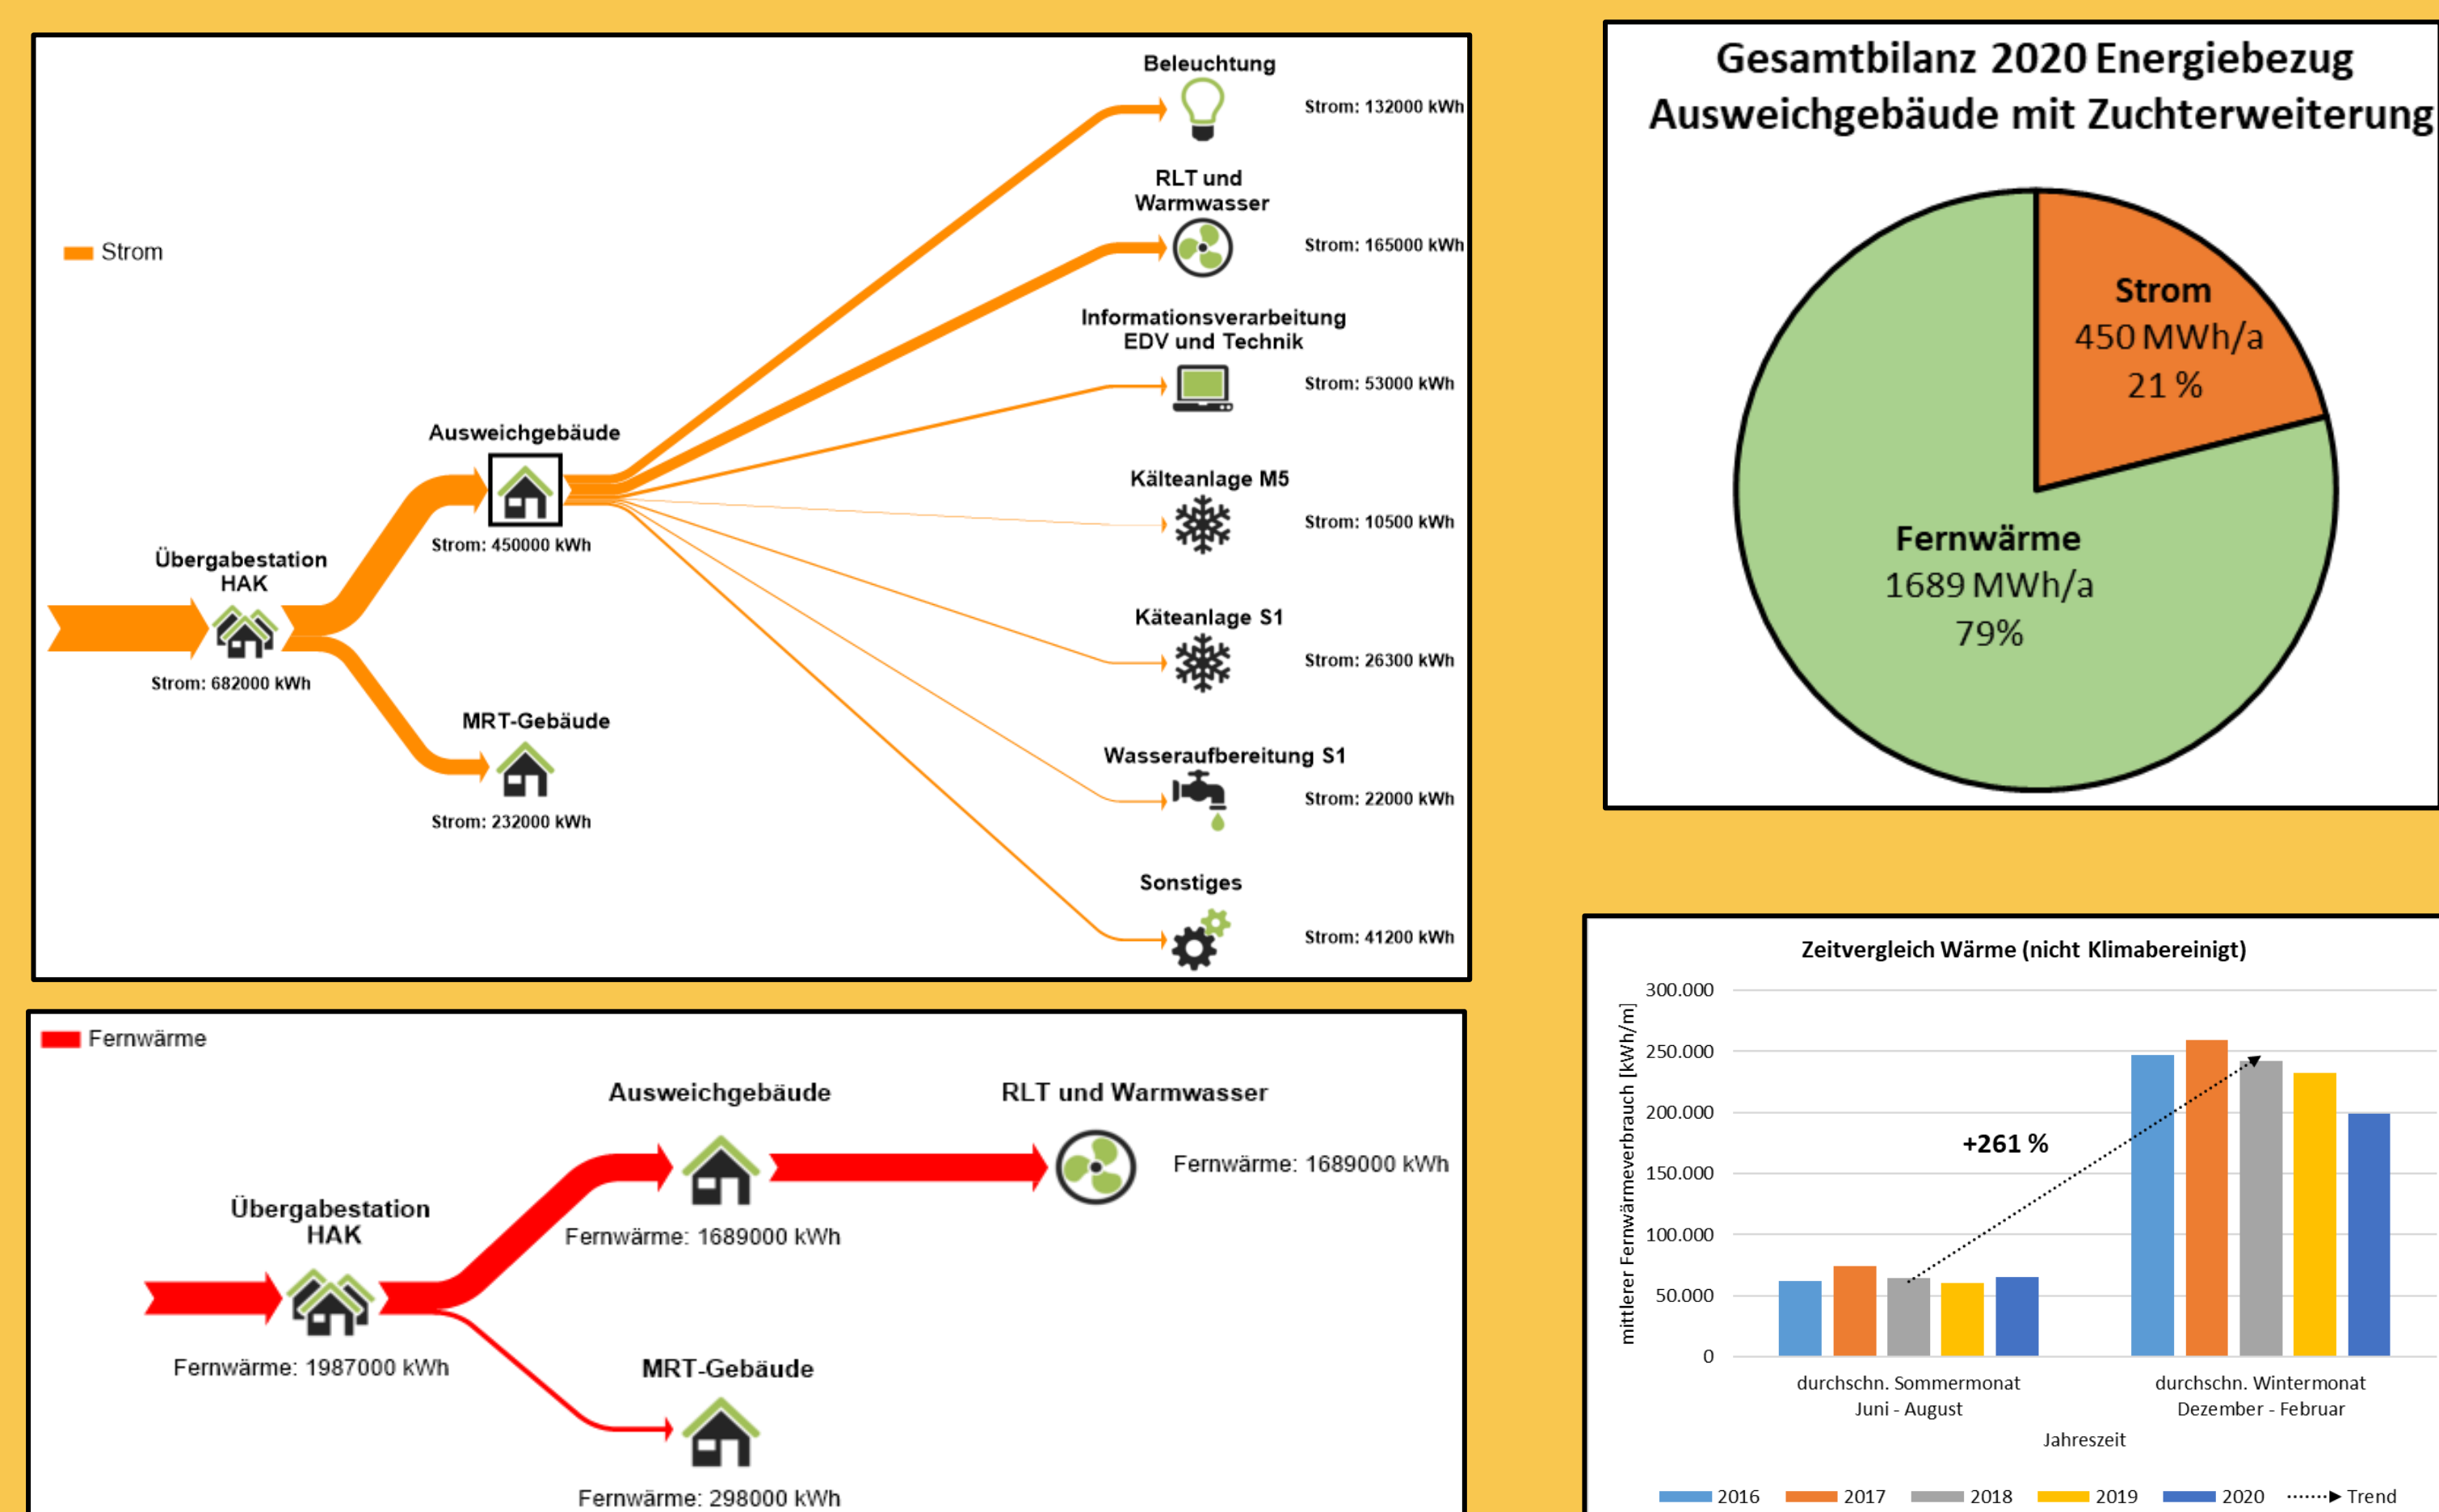 Strom
Übergabestation
HAK
Strom: 682000 kWh
Ausweichgebäude
Strom: 450000 kWh
MRT-Gebäude
Strom: 232000 kWh
Beleuchtung
Strom: 132000 kWh
RLT und
Warmwasser
Strom: 165000 kWh
Informationsverarbeitung
EDV und Technik
Strom: 53000 kWh
Kälteanlage M5
Strom: 10500 kWh
Käteanlage S1
Strom: 26300 kWh
Wasseraufbereitung S1
Strom: 22000 kWh
Sonstiges
Strom: 41200 kWh
Gesamtbilanz 2020 Energiebezug
Ausweichgebäude mit Zuchterweiterung
Strom
450 MWh/a
21 %
Fernwärme
1689 MWh/a
79%
Fernwärme
Übergabestation
HAK
Fernwärme: 1987000 kWh
Ausweichgebäude
Fernwärme: 1689000 kWh
RLT und Warmwasser
Fernwärme: 1689000 kWh
MRT-Gebäude
Fernwärme: 298000 kWh
Zeitvergleich Wärme (nicht Klimabereinigt)
mittlerer Fernwärmeverbrauch [kWh/m]
300.000
250.000
200.000
150.000
100.000
50.000
0
+261 %
durchschn. Sommermonat
Juni - August
durchschn. Wintermonat
Dezember - Februar
Jahreszeit
2016 2017 2018 2019 2020 Trend